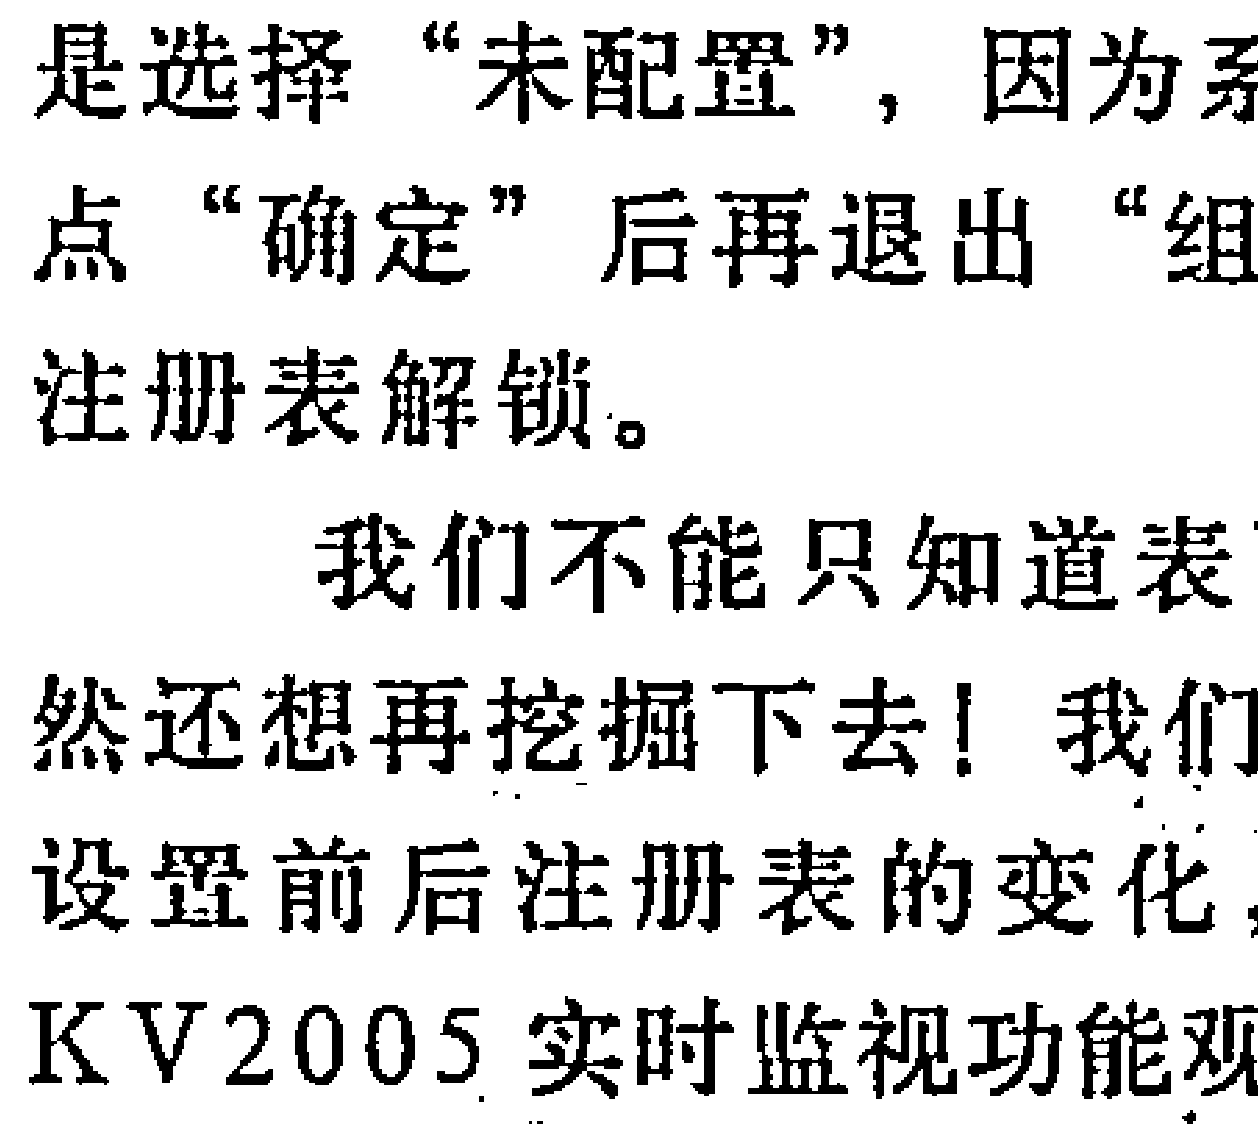 是选择“未配置”，因为系
点“确定”后再退出“组
注册表解锁。
我们不能只知道表
然还想再挖掘下去！我们
设置前后注册表的变化，
KV2005 实时监视功能观